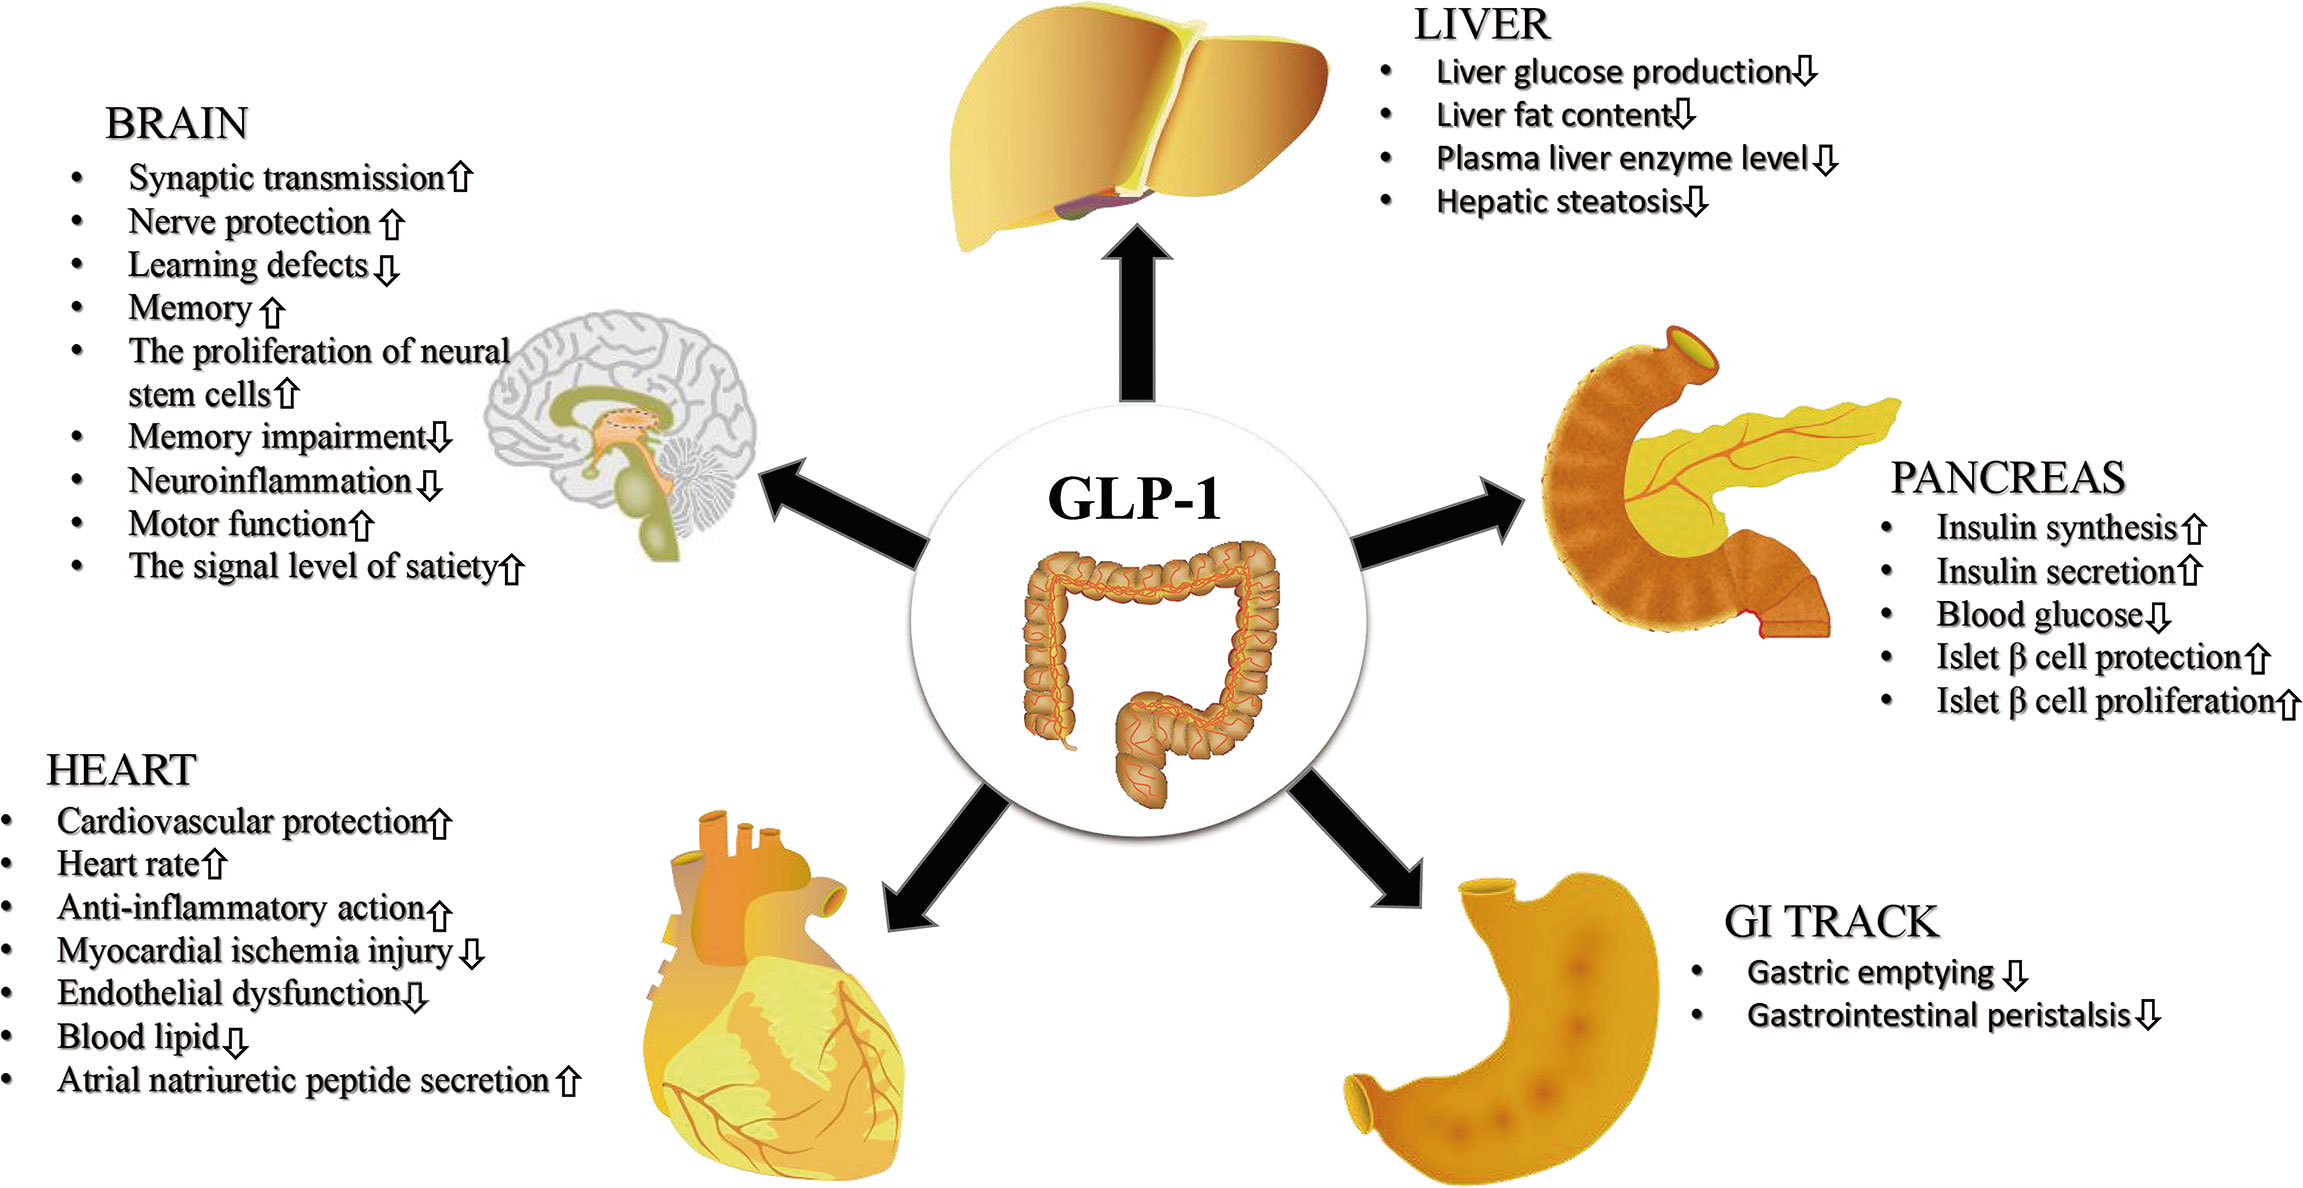 LIVER
• Liver glucose production⇩
• Liver fat content⇩
• Plasma liver enzyme level⇩
• Hepatic steatosis⇩
BRAIN
• Synaptic transmission⇧
• Nerve protection ⇧
• Learning defects ⇩
• Memory ⇧
• The proliferation of neural
stem cells⇧
• Memory impairment⇩
• Neuroinflammation ⇩
• Motor function⇧
• The signal level of satiety⇧
GLP-1
PANCREAS
• Insulin synthesis⇧
• Insulin secretion⇧
• Blood glucose⇩
• Islet β cell protection⇧
• Islet β cell proliferation⇧
HEART
• Cardiovascular protection⇧
• Heart rate⇧
• Anti-inflammatory action⇧
• Myocardial ischemia injury ⇩
• Endothelial dysfunction⇩
• Blood lipid⇩
• Atrial natriuretic peptide secretion ⇧
GI TRACK
• Gastric emptying ⇩
• Gastrointestinal peristalsis⇩